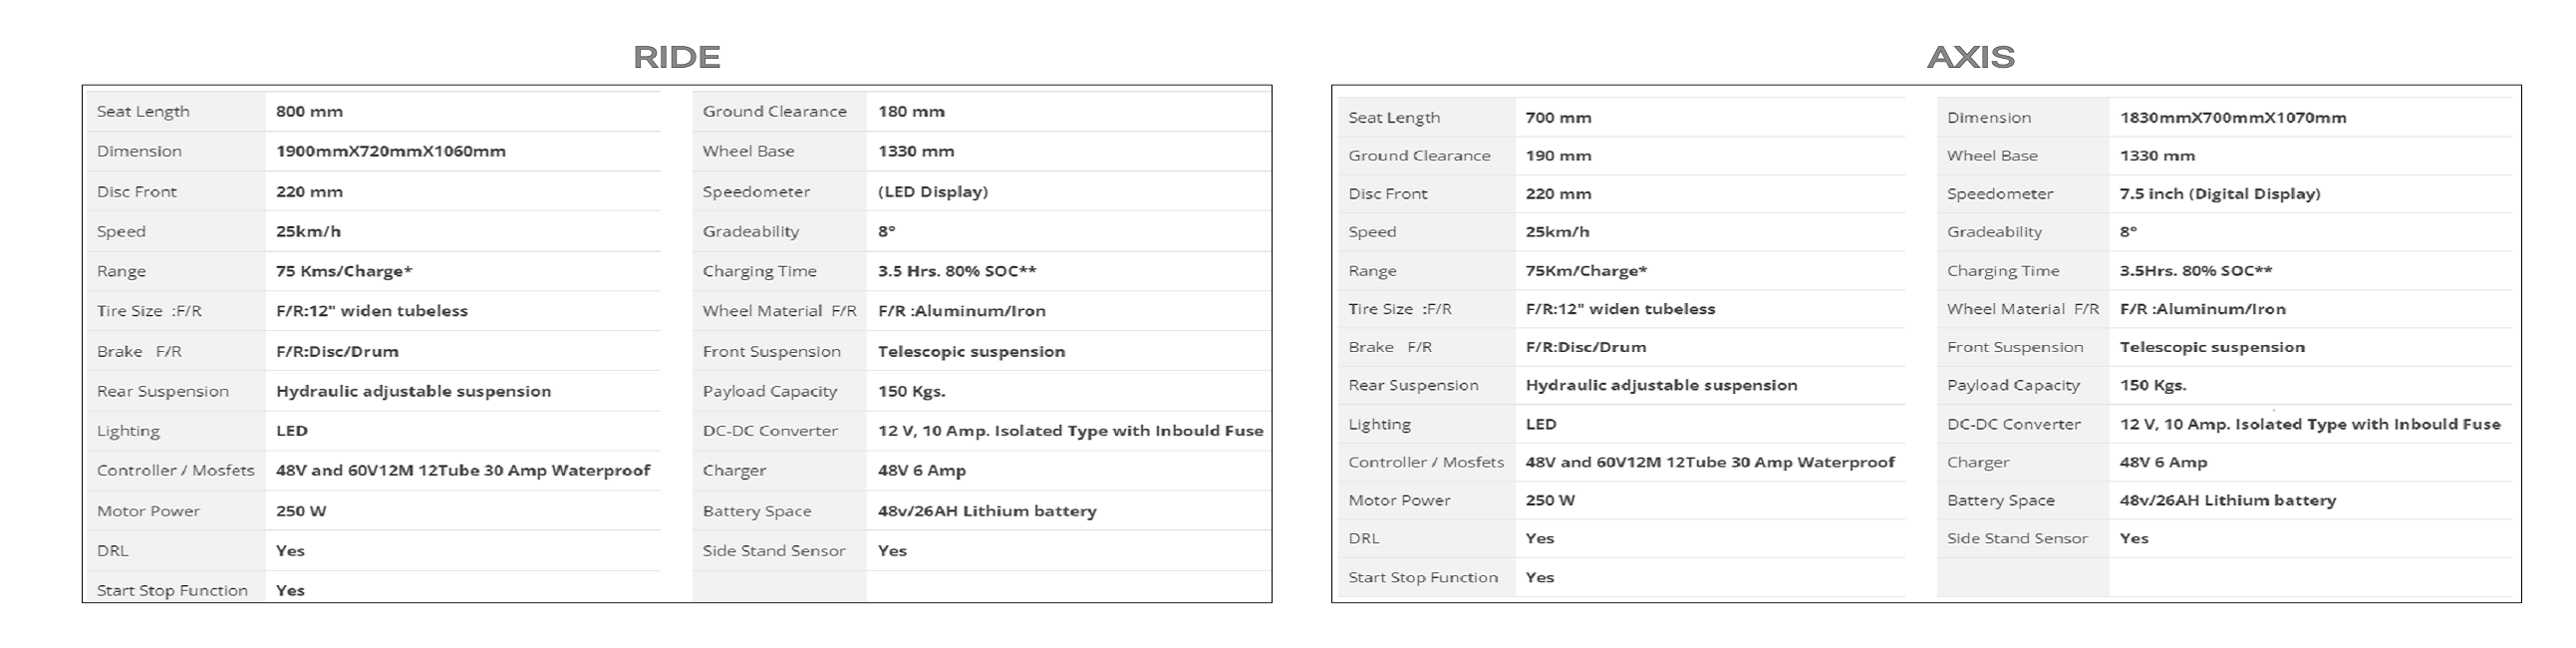 RIDE
Seat Length 800 mm Ground Clearance 180 mm
Dimension 1900mmX720mmX1060mm Wheel Base 1330 mm
Disc Front 220 mm Speedometer (LED Display)
Speed 25km/h Gradeability 8°
Range 75 Kms/Charge* Charging Time 3.5 Hrs. 80% SOC**
Tire Size :F/R F/R:12" widen tubeless Wheel Material F/R F/R :Aluminum/Iron
Brake F/R F/R:Disc/Drum Front Suspension Telescopic suspension
Rear Suspension Hydraulic adjustable suspension Payload Capacity 150 Kgs.
Lighting LED DC-DC Converter 12 V, 10 Amp. Isolated Type with Inbould Fuse
Controller / Mosfets 48V and 60V12M 12Tube 30 Amp Waterproof Charger 48V 6 Amp
Motor Power 250 W Battery Space 48v/26AH Lithium battery
DRL Yes Side Stand Sensor Yes
Start Stop Function Yes
AXIS
Seat Length 700 mm Dimension 1830mmX700mmX1070mm
Ground Clearance 190 mm Wheel Base 1330 mm
Disc Front 220 mm Speedometer 7.5 inch (Digital Display)
Speed 25km/h Gradeability 8°
Range 75Km/Charge* Charging Time 3.5Hrs. 80% SOC**
Tire Size :F/R F/R:12" widen tubeless Wheel Material F/R F/R :Aluminum/Iron
Brake F/R F/R:Disc/Drum Front Suspension Telescopic suspension
Rear Suspension Hydraulic adjustable suspension Payload Capacity 150 Kgs.
Lighting LED DC-DC Converter 12 V, 10 Amp. Isolated Type with Inbould Fuse
Controller / Mosfets 48V and 60V12M 12Tube 30 Amp Waterproof Charger 48V 6 Amp
Motor Power 250 W Battery Space 48v/26AH Lithium battery
DRL Yes Side Stand Sensor Yes
Start Stop Function Yes